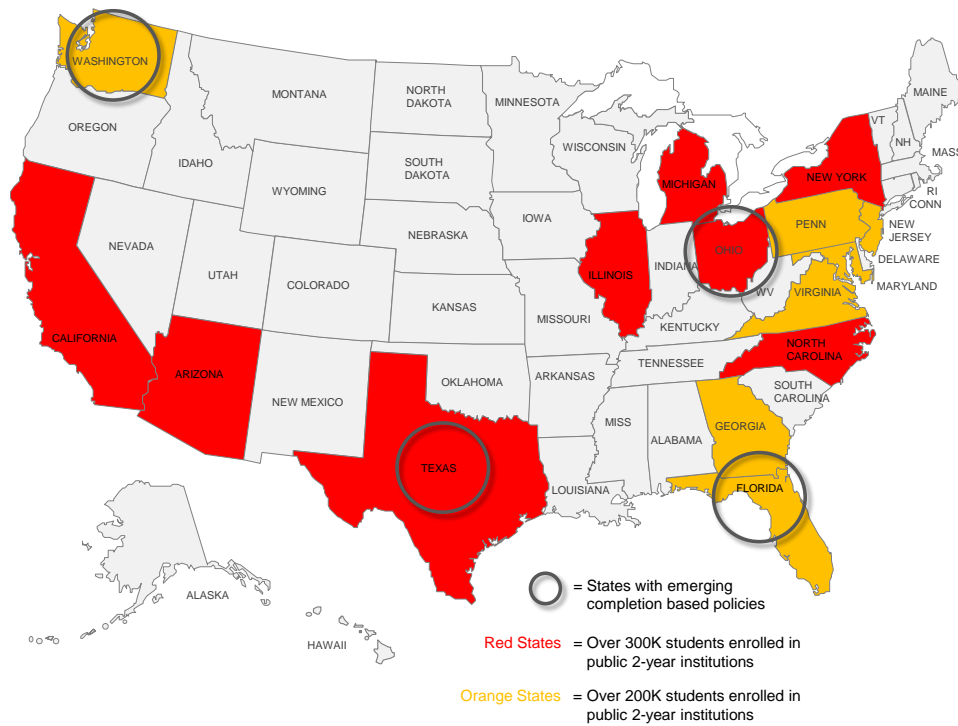 WASHINGTON
MONTANA
NORTH
DAKOTA
MINNESOTA
MAINE
OREGON
IDAHO
WISCONSIN
VT
NH
MASS
SOUTH
DAKOTA
WYOMING
MICHIGAN
NEW YORK
RI
CONN
IOWA
PENN
NEW
JERSEY
NEBRASKA
NEVADA
UTAH
COLORADO
ILLINOIS
INDIANA
OHIO
DELAWARE
MARYLAND
WV
VIRGINIA
KANSAS
MISSOURI
KENTUCKY
CALIFORNIA
ARIZONA
NEW MEXICO
OKLAHOMA
ARKANSAS
TENNESSEE
NORTH
CAROLINA
SOUTH
CAROLINA
MISS
ALABAMA
GEORGIA
TEXAS
LOUISIANA
FLORIDA
ALASKA
HAWAII
= States with emerging
completion based policies
Red States = Over 300K students enrolled in
public 2-year institutions
Orange States = Over 200K students enrolled in
public 2-year institutions